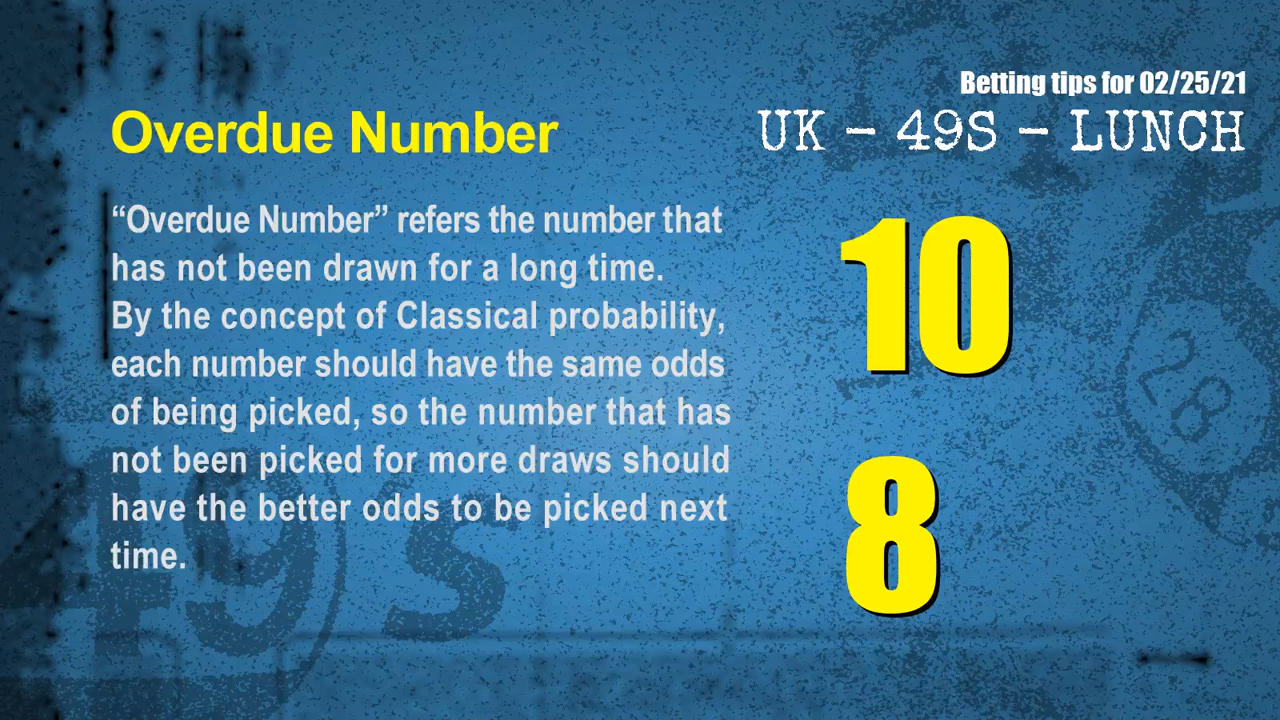 Betting tips for 02/25/21
UK - 49S - LUNCH
Overdue Number
“Overdue Number” refers the number that
has not been drawn for a long time.
By the concept of Classical probability,
each number should have the same odds
of being picked, so the number that has
not been picked for more draws should
have the better odds to be picked next
time.
10
8
28
49's